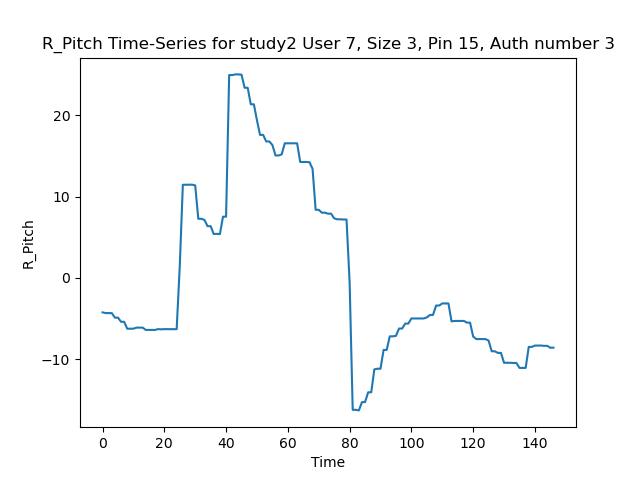 R_Pitch Time-Series for study2 User 7, Size 3, Pin 15, Auth number 3
20
10
0
−10
R_Pitch
0 20 40 60 80 100 120 140
Time